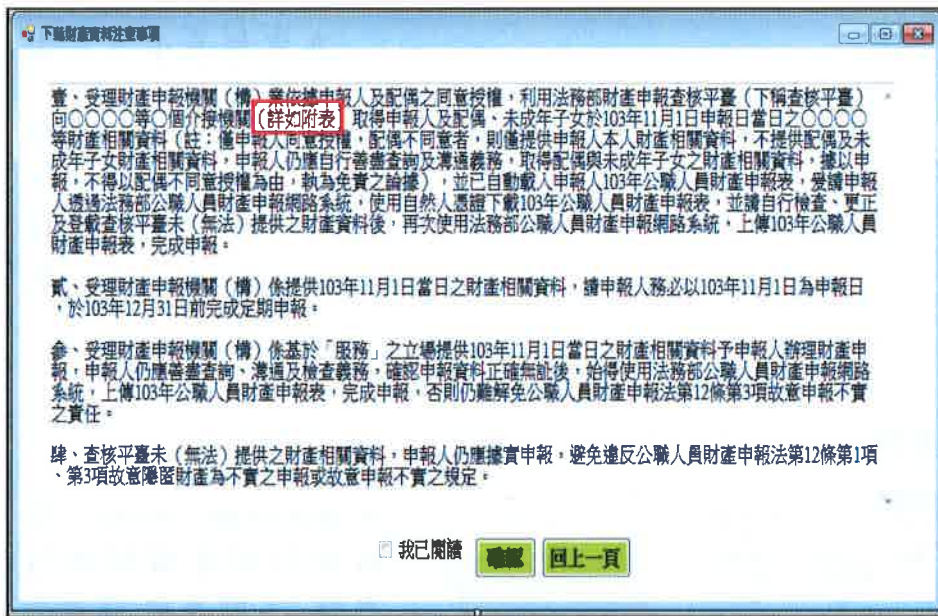 下載財產資料注意事項
壹、受理財產申報機關（構）業依據申報人及配偶之同意授權，利用法務部財產申報查核平臺（下稱查核平臺）
向〇〇〇〇等〇個介接機關（詳如附表 取得申報人及配偶、未成年子女於103年11月1日申報日當日之〇〇〇〇
等財產相關資料（註：僅申報人同意授權，配偶不同意者，則僅提供申報人本人財產相關資料，不提供配偶及未
成年子女財產相關資料，申報人仍應自行善盡查詢及溝通義務，取得配偶與未成年子女之財產相關資料，據以申
報，不得以配偶不同意授權為由，執為免責之論據），並已自動載入申報人103年公職人員財產申報表，爰請申報
人透過法務部公職人員財產申報網路系統，使用自然人憑證下載103年公職人員財產申報表，並請自行檢查、更正
及登載查核平臺未（無法）提供之財產資料後，再次使用法務部公職人員財產申報網路系統，上傳103年公職人員
財產申報表，完成申報。
貳、受理財產申報機關（構）係提供103年11月1日當日之財產相關資料，請申報人務必以103年11月1日為申報日
，於103年12月31日前完成定期申報。
參、受理財產申報機關（構）係基於「服務」之立場提供103年11月1日當日之財產相關資料予申報人辦理財產申
報，申報人仍應善盡查詢、溝通及檢查義務，確認申報資料正確無訛後，始得使用法務部公職人員財產申報網路
系統，上傳103年公職人員財產申報表，完成申報，否則仍難解免公職人員財產申報法第12條第3項故意申報不實
之責任。
肆、查核平臺未（無法）提供之財產相關資料，申報人仍應據實申報，避免違反公職人員財產申報法第12條第1項
、第3項故意隱匿財產為不實之申報或故意申報不實之規定。
我已閱讀
確認
回上一頁